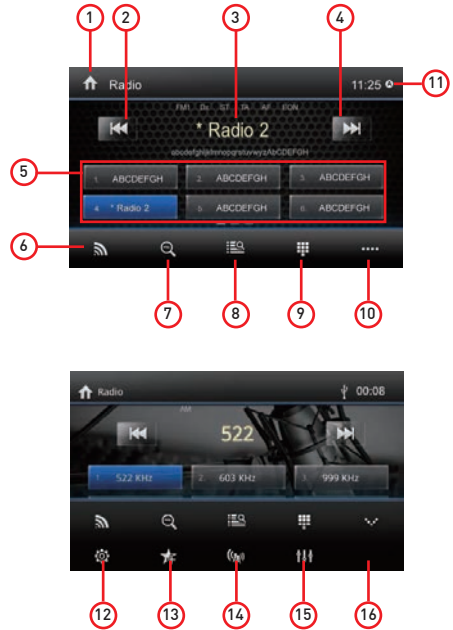 1 2 3 4
Radio 11:25 11
FM1 Dx ST TA AF EON
* Radio 2
abcdefghijklmnopqrstuvwyzAbCDEFGH
5
1. ABCDEFGH 2. ABCDEFGH 3. ABCDEFGH
4 * Radio 2 5. ABCDEFGH 6. ABCDEFGH
6
7 8 9 10
Radio 00:08
AM
522
1. 522 KHz 2. 603 KHz 3. 999 KHz
12 13 14 15 16